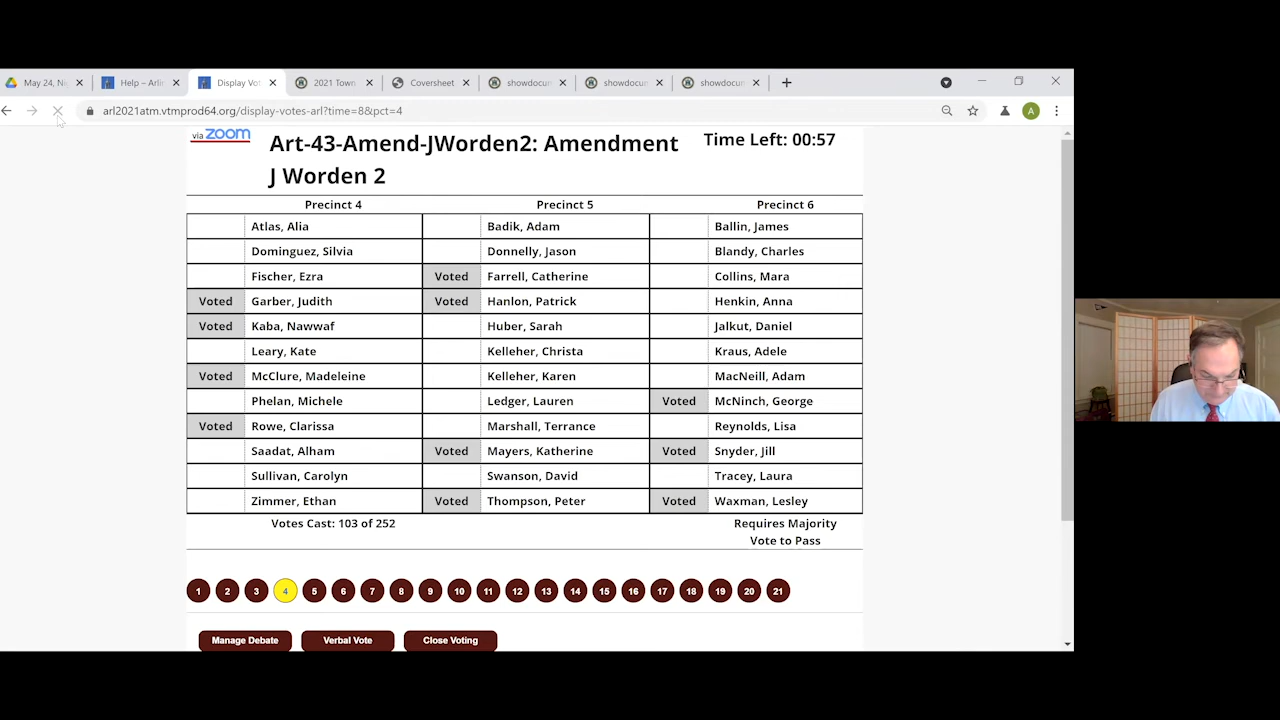 May 24, Ni
Help – Arli
Display Vot
2021 Town
Coversheet
showdocu
showdocu
showdocu
arl2021atm.vtmprod64.org/display-votes-arl?time=8&pct=4
A
via zoom
Art-43-Amend-JWorden2: Amendment
J Worden 2
Time Left: 00:57
Precinct 4 Precinct 5 Precinct 6
Atlas, Alia Badik, Adam Ballin, James
Dominguez, Silvia Donnelly, Jason Blandy, Charles
Fischer, Ezra Voted Farrell, Catherine Collins, Mara
Voted Garber, Judith Voted Hanlon, Patrick Henkin, Anna
Voted Kaba, Nawwaf Huber, Sarah Jalkut, Daniel
Leary, Kate Kelleher, Christa Kraus, Adele
Voted McClure, Madeleine Kelleher, Karen MacNeill, Adam
Phelan, Michele Ledger, Lauren Voted McNinch, George
Voted Rowe, Clarissa Marshall, Terrance Reynolds, Lisa
Saadat, Alham Voted Mayers, Katherine Voted Snyder, Jill
Sullivan, Carolyn Swanson, David Tracey, Laura
Zimmer, Ethan Voted Thompson, Peter Voted Waxman, Lesley
Votes Cast: 103 of 252
Requires Majority
Vote to Pass
1 2 3 4 5 6 7 8 9 10 11 12 13 14 15 16 17 18 19 20 21
Manage Debate Verbal Vote Close Voting